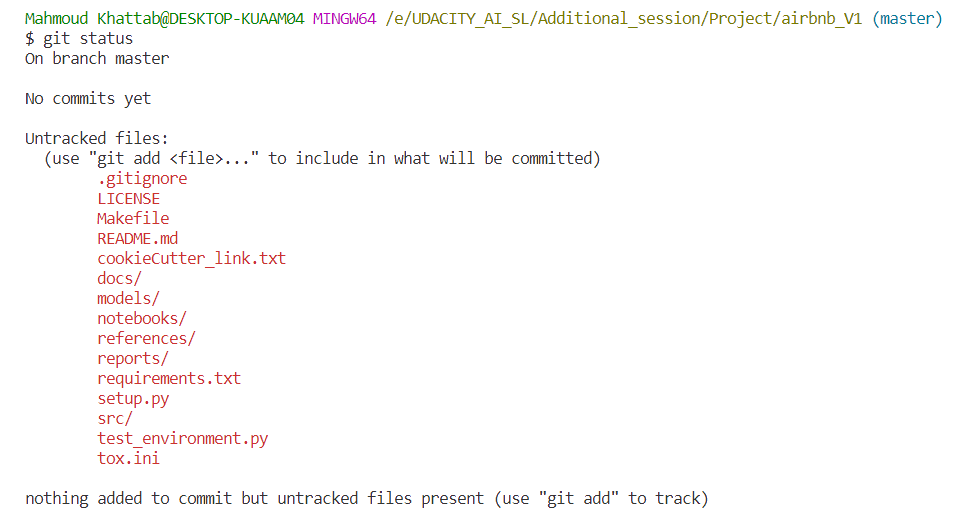 Mahmoud Khattab@DESKTOP-KUAAM04 MINGW64 /e/UDACITY_AI_SL/Additional_session/Project/airbnb_V1 (master)
$ git status
On branch master
No commits yet
Untracked files:
(use "git add <file>..." to include in what will be committed)
.gitignore
LICENSE
Makefile
README.md
cookieCutter_link.txt
docs/
models/
notebooks/
references/
reports/
requirements.txt
setup.py
src/
test_environment.py
tox.ini
nothing added to commit but untracked files present (use "git add" to track)